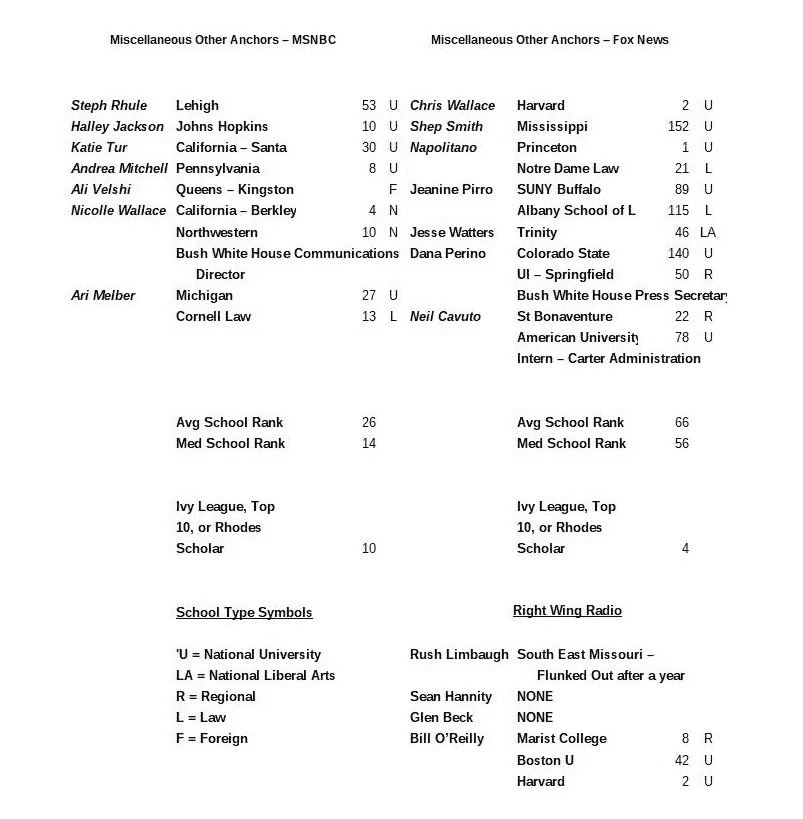 Miscellaneous Other Anchors – MSNBC Miscellaneous Other Anchors – Fox News
Steph Rhule Lehigh 53 U Chris Wallace Harvard 2 U
Halley Jackson Johns Hopkins 10 U Shep Smith Mississippi 152 U
Katie Tur California – Santa 30 U Napolitano Princeton 1 U
Andrea Mitchell Pennsylvania 8 U Notre Dame Law 21 L
Ali Velshi Queens – Kingston F Jeanine Pirro SUNY Buffalo 89 U
Nicolle Wallace California – Berkley 4 N Albany School of L 115 L
Northwestern 10 N Jesse Watters Trinity 46 LA
Bush White House Communications Dana Perino Colorado State 140 U
Director UI – Springfield 50 R
Ari Melber Michigan 27 U Bush White House Press Secretary
Cornell Law 13 L Neil Cavuto St Bonaventure 22 R
American University 78 U
Intern – Carter Administration
Avg School Rank 26 Avg School Rank 66
Med School Rank 14 Med School Rank 56
Ivy League, Top Ivy League, Top
10, or Rhodes 10, or Rhodes
Scholar 10 Scholar 4
School Type Symbols Right Wing Radio
'U = National University Rush Limbaugh South East Missouri –
LA = National Liberal Arts Flunked Out after a year
R = Regional Sean Hannity NONE
L = Law Glen Beck NONE
F = Foreign Bill O’Reilly Marist College 8 R
Boston U 42 U
Harvard 2 U